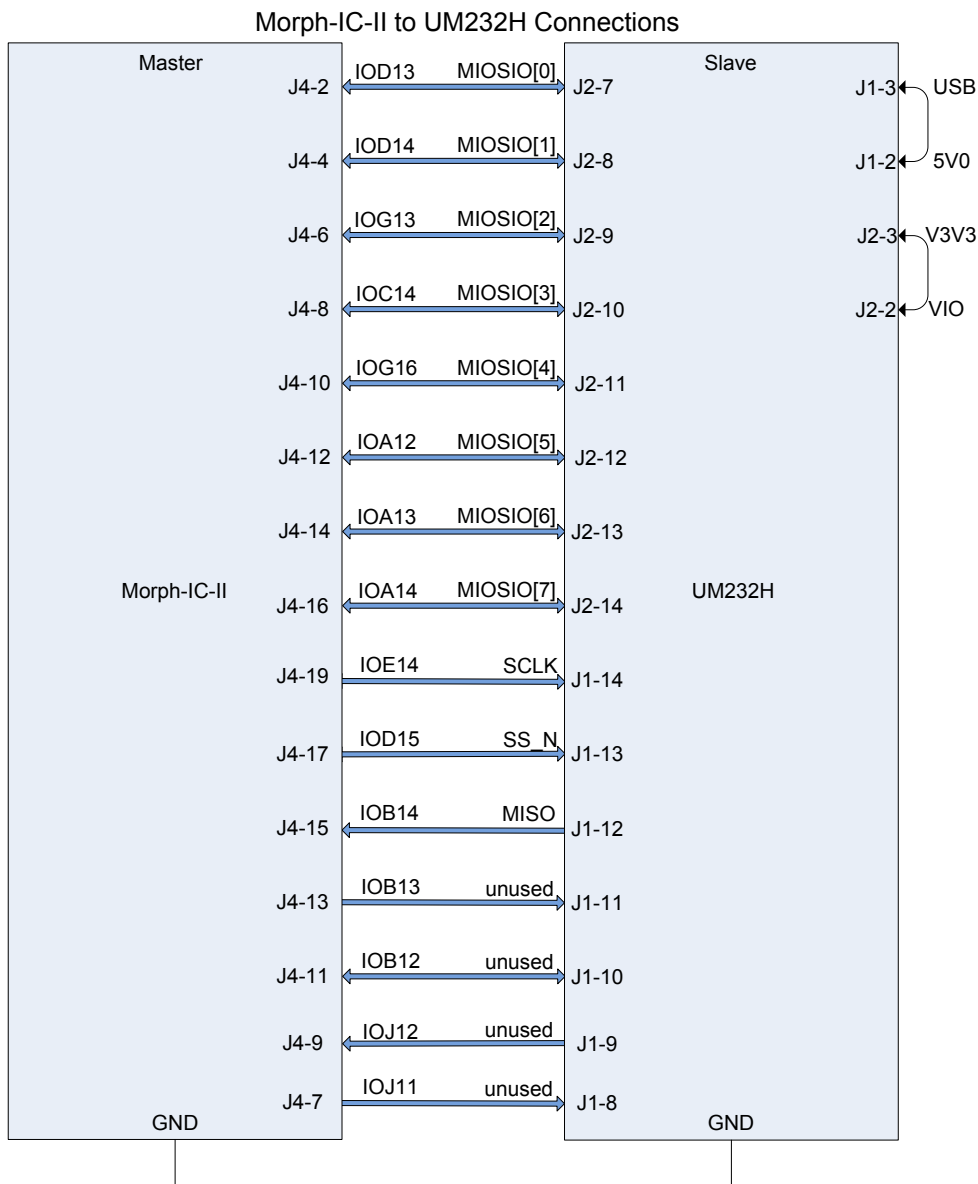 Morph-IC-II to UM232H Connections
Master Slave
J4-2 IOD13 MIOSIO[0] J2-7 J1-3 USB
J4-4 IOD14 MIOSIO[1] J2-8 J1-2 5V0
J4-6 IOG13 MIOSIO[2] J2-9 J2-3 V3V3
J4-8 IOC14 MIOSIO[3] J2-10 J2-2 VIO
J4-10 IOG16 MIOSIO[4] J2-11
J4-12 IOA12 MIOSIO[5] J2-12
J4-14 IOA13 MIOSIO[6] J2-13
Morph-IC-II J4-16 IOA14 MIOSIO[7] J2-14 UM232H
J4-19 IOE14 SCLK J1-14
J4-17 IOD15 SS_N J1-13
J4-15 IOB14 MISO J1-12
J4-13 IOB13 unused J1-11
J4-11 IOB12 unused J1-10
J4-9 IOJ12 unused J1-9
J4-7 IOJ11 unused J1-8
GND GND